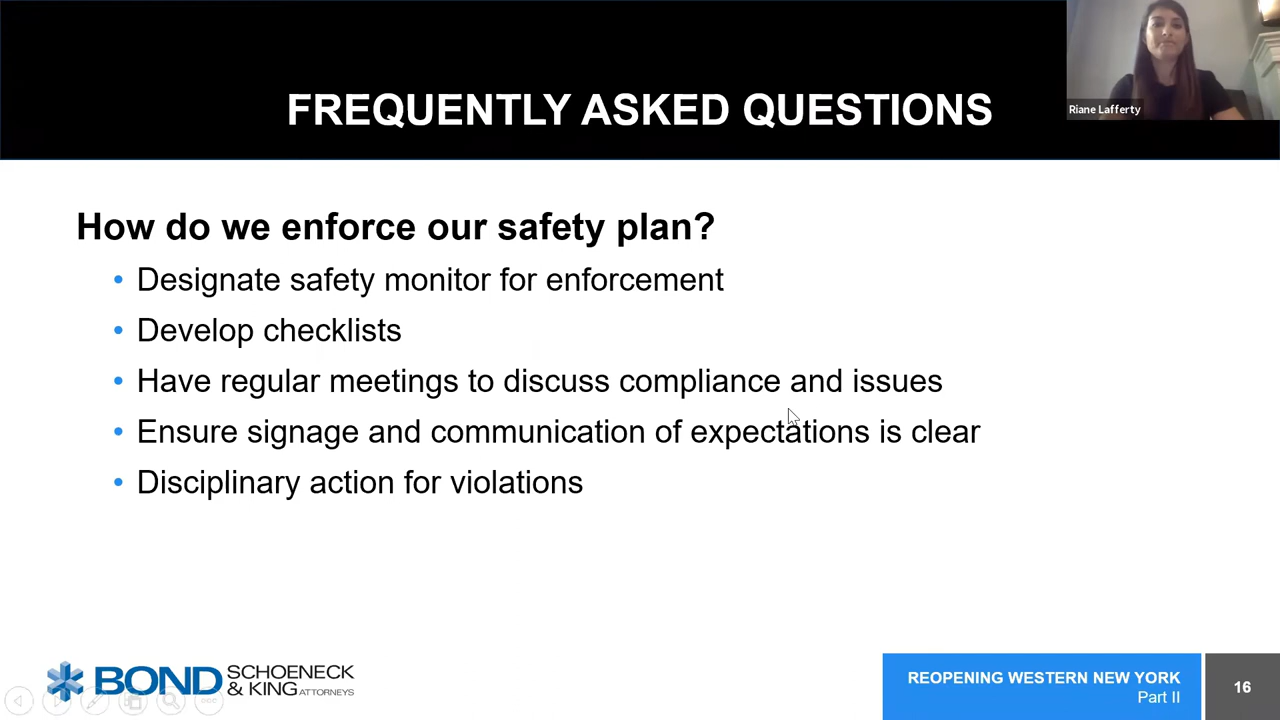 FREQUENTLY ASKED QUESTIONS
Riane Lafferty
How do we enforce our safety plan?
• Designate safety monitor for enforcement
• Develop checklists
• Have regular meetings to discuss compliance and issues
• Ensure signage and communication of expectations is clear
• Disciplinary action for violations
BOND SCHOENECK
& KING ATTORNEYS
REOPENING WESTERN NEW YORK
Part II
16